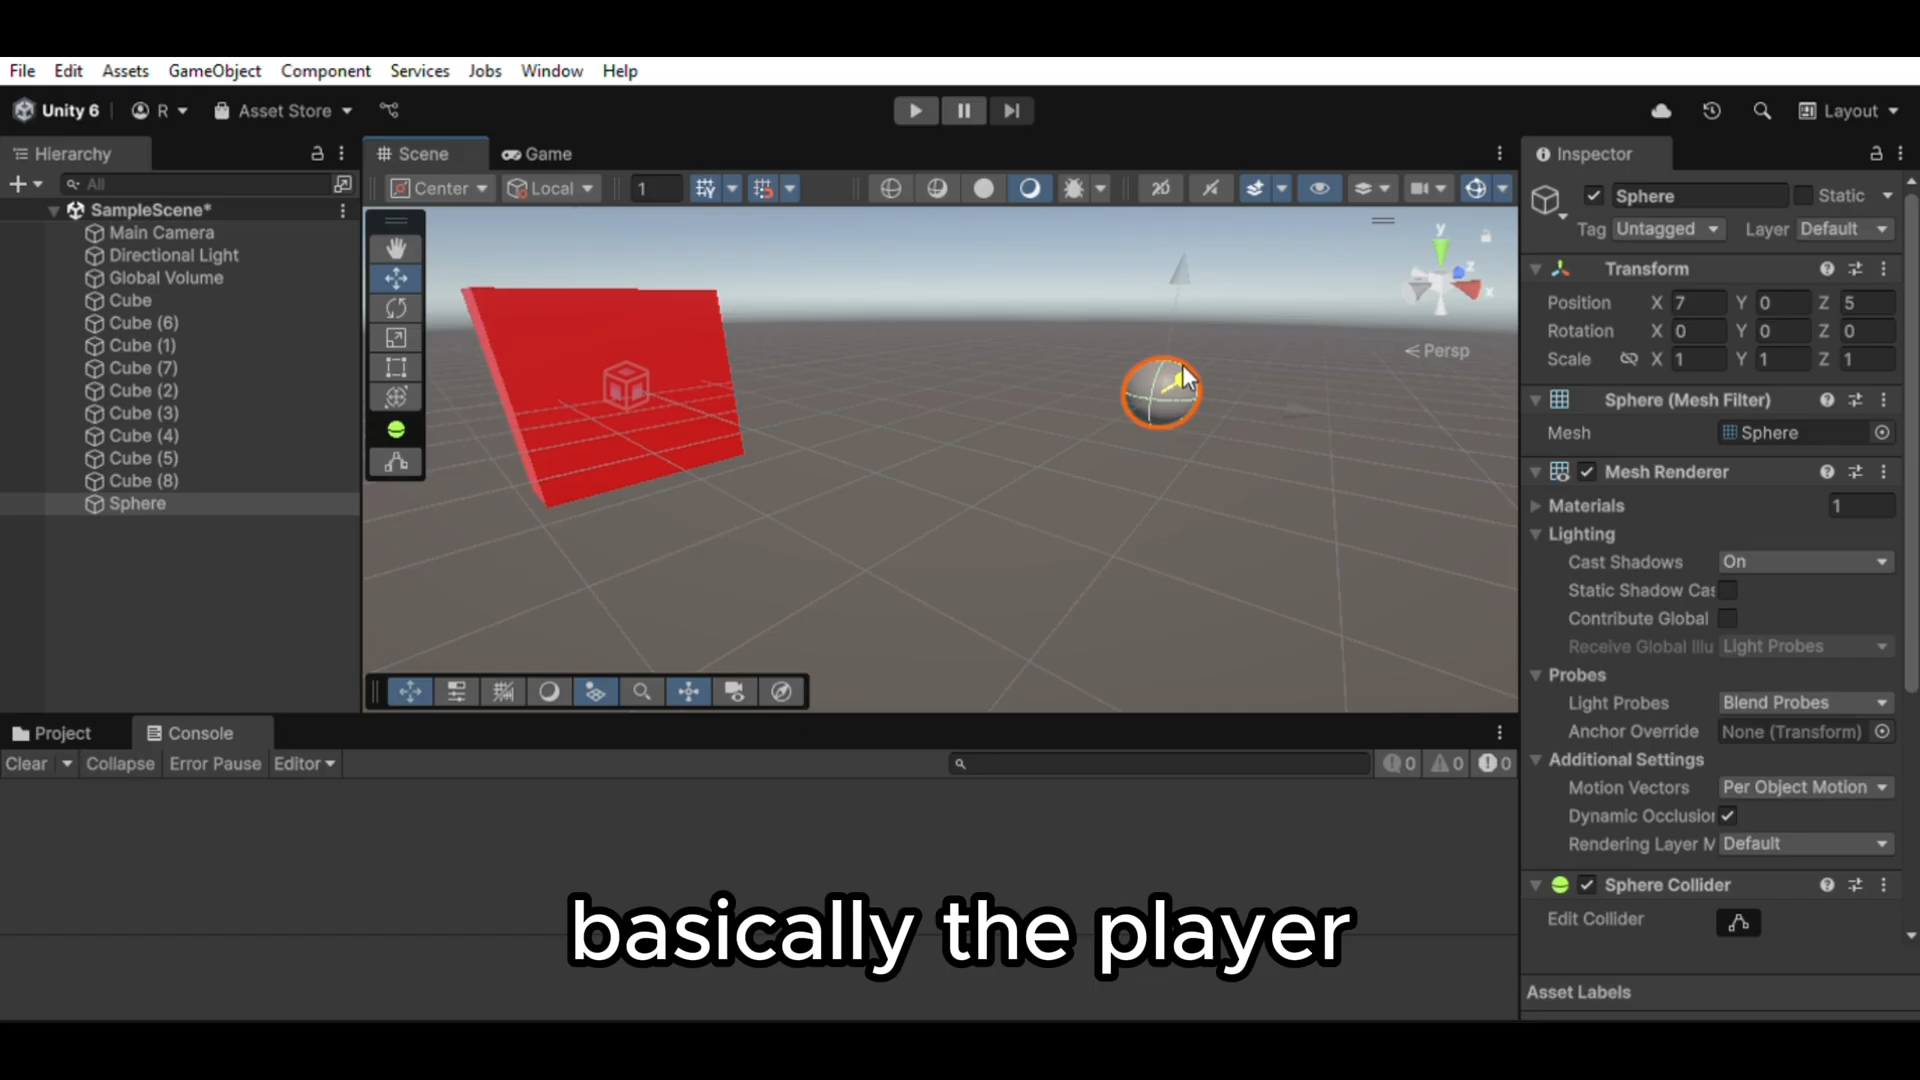 File Edit Assets GameObject Component Services Jobs Window Help
Unity 6 R Asset Store Layout
Hierarchy Scene Game Inspector
All Center Local 1 2D
Sphere Static
Tag Untagged Layer Default
SampleScene*
Main Camera
Directional Light
Global Volume
Cube
Cube (6)
Cube (1)
Cube (7)
Cube (2)
Cube (3)
Cube (4)
Cube (5)
Cube (8)
Sphere
y
z
x
Persp
Transform
Position X 7 Y 0 Z 5
Rotation X 0 Y 0 Z 0
Scale X 1 Y 1 Z 1
Sphere (Mesh Filter)
Mesh Sphere
Mesh Renderer
Materials 1
Lighting
Cast Shadows On
Static Shadow Cas
Contribute Global
Receive Global Illu Light Probes
Probes
Light Probes Blend Probes
Anchor Override None (Transform)
Additional Settings
Motion Vectors Per Object Motion
Dynamic Occlusion
Rendering Layer M Default
Sphere Collider
Edit Collider
Asset Labels
Project Console
Clear Collapse Error Pause Editor 0 0 0
basically the player